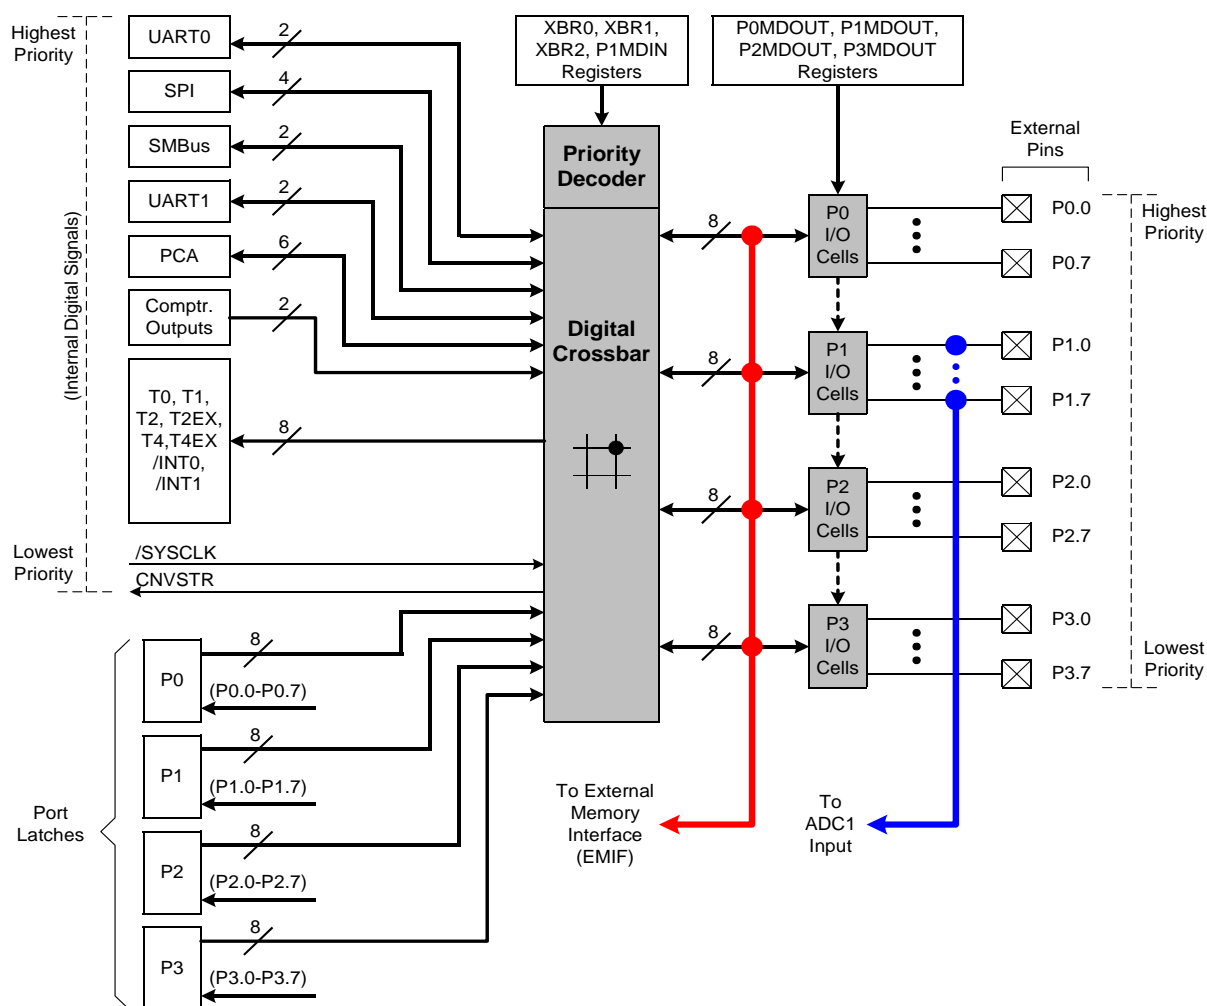 Highest
Priority
UART0
2
SPI
4
SMBus
2
UART1
2
PCA
6
Comptr.
Outputs
2
T0, T1,
T2, T2EX,
T4,T4EX
/INT0,
/INT1
8
(Internal Digital Signals)
Lowest
Priority
/SYSCLK
CNVSTR
XBR0, XBR1,
XBR2, P1MDIN
Registers
P0MDOUT, P1MDOUT,
P2MDOUT, P3MDOUT
Registers
Priority
Decoder
Digital
Crossbar
8
8
8
8
P0
I/O
Cells
P1
I/O
Cells
P2
I/O
Cells
P3
I/O
Cells
External
Pins
P0.0
P0.7
P1.0
P1.7
P2.0
P2.7
P3.0
P3.7
Highest
Priority
Lowest
Priority
Port
Latches
P0
8
(P0.0-P0.7)
P1
8
(P1.0-P1.7)
P2
8
(P2.0-P2.7)
P3
8
(P3.0-P3.7)
To External
Memory
Interface
(EMIF)
To
ADC1
Input